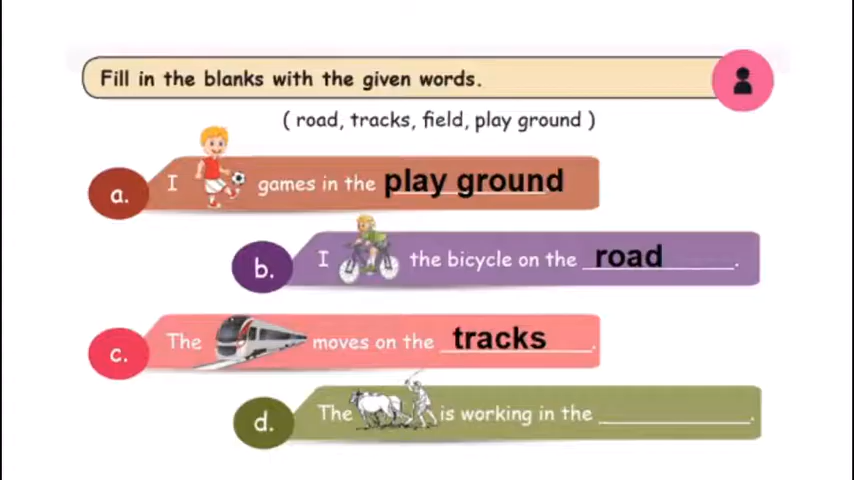 Fill in the blanks with the given words.
( road, tracks, field, play ground )
a. I games in the play ground
b. I the bicycle on the road .
c. The moves on the tracks .
d. The is working in the .